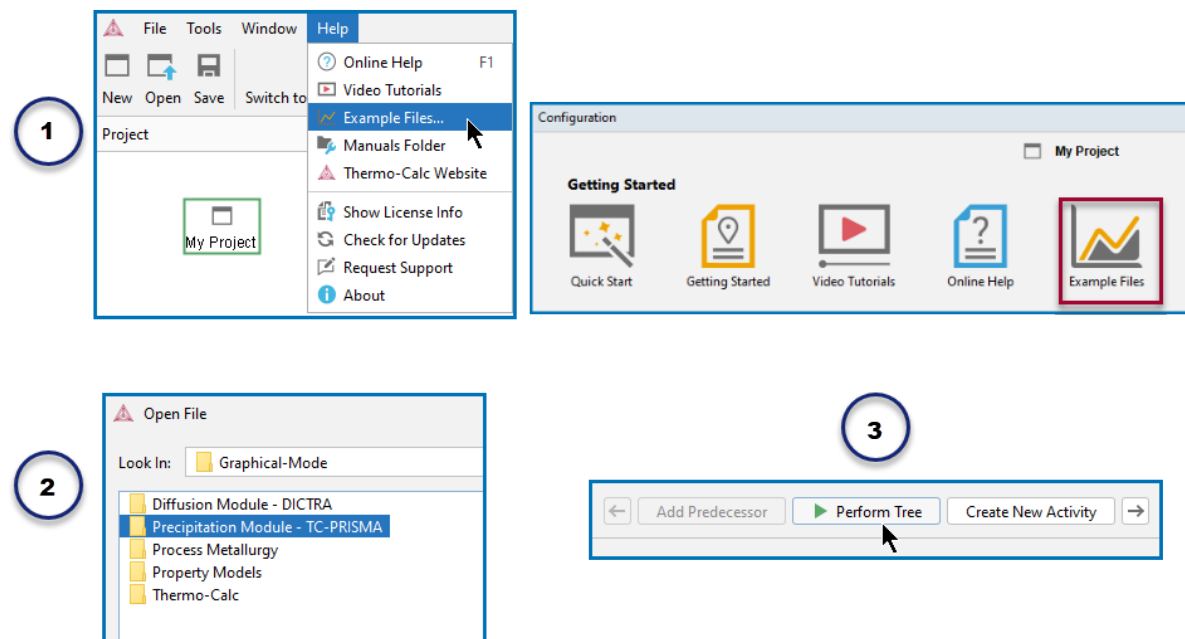 File Tools Window Help
New Open Save Switch to
Project
My Project
Online Help F1
Video Tutorials
Example Files...
Manuals Folder
Thermo-Calc Website
Show License Info
Check for Updates
Request Support
About
1
Configuration
My Project
Getting Started
Quick Start Getting Started Video Tutorials Online Help Example Files
2
Open File
Look In: Graphical-Mode
Diffusion Module - DICTRA
Precipitation Module - TC-PRISMA
Process Metallurgy
Property Models
Thermo-Calc
3
Add Predecessor Perform Tree Create New Activity